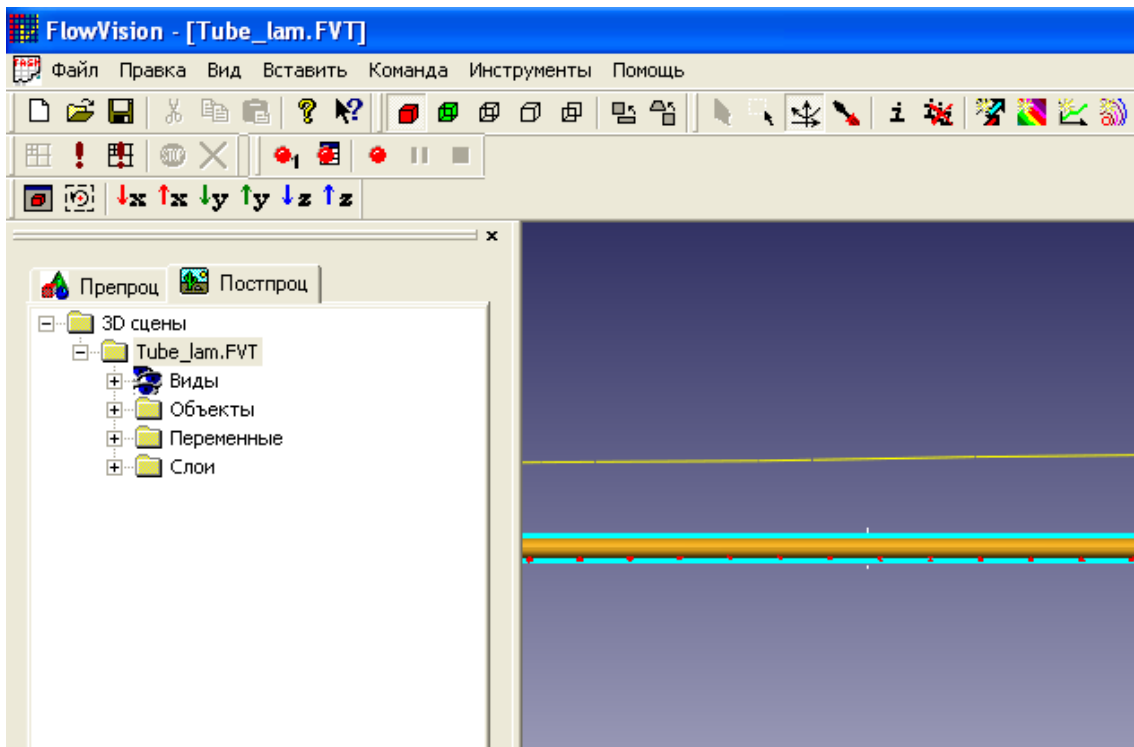 FlowVision - [Tube_lam.FVT]
Файл Правка Вид Вставить Команда Инструменты Помощь
x x y y z z
Препроц Постпроц
3D сцены
Tube_lam.FVT
Виды
Объекты
Переменные
Слои